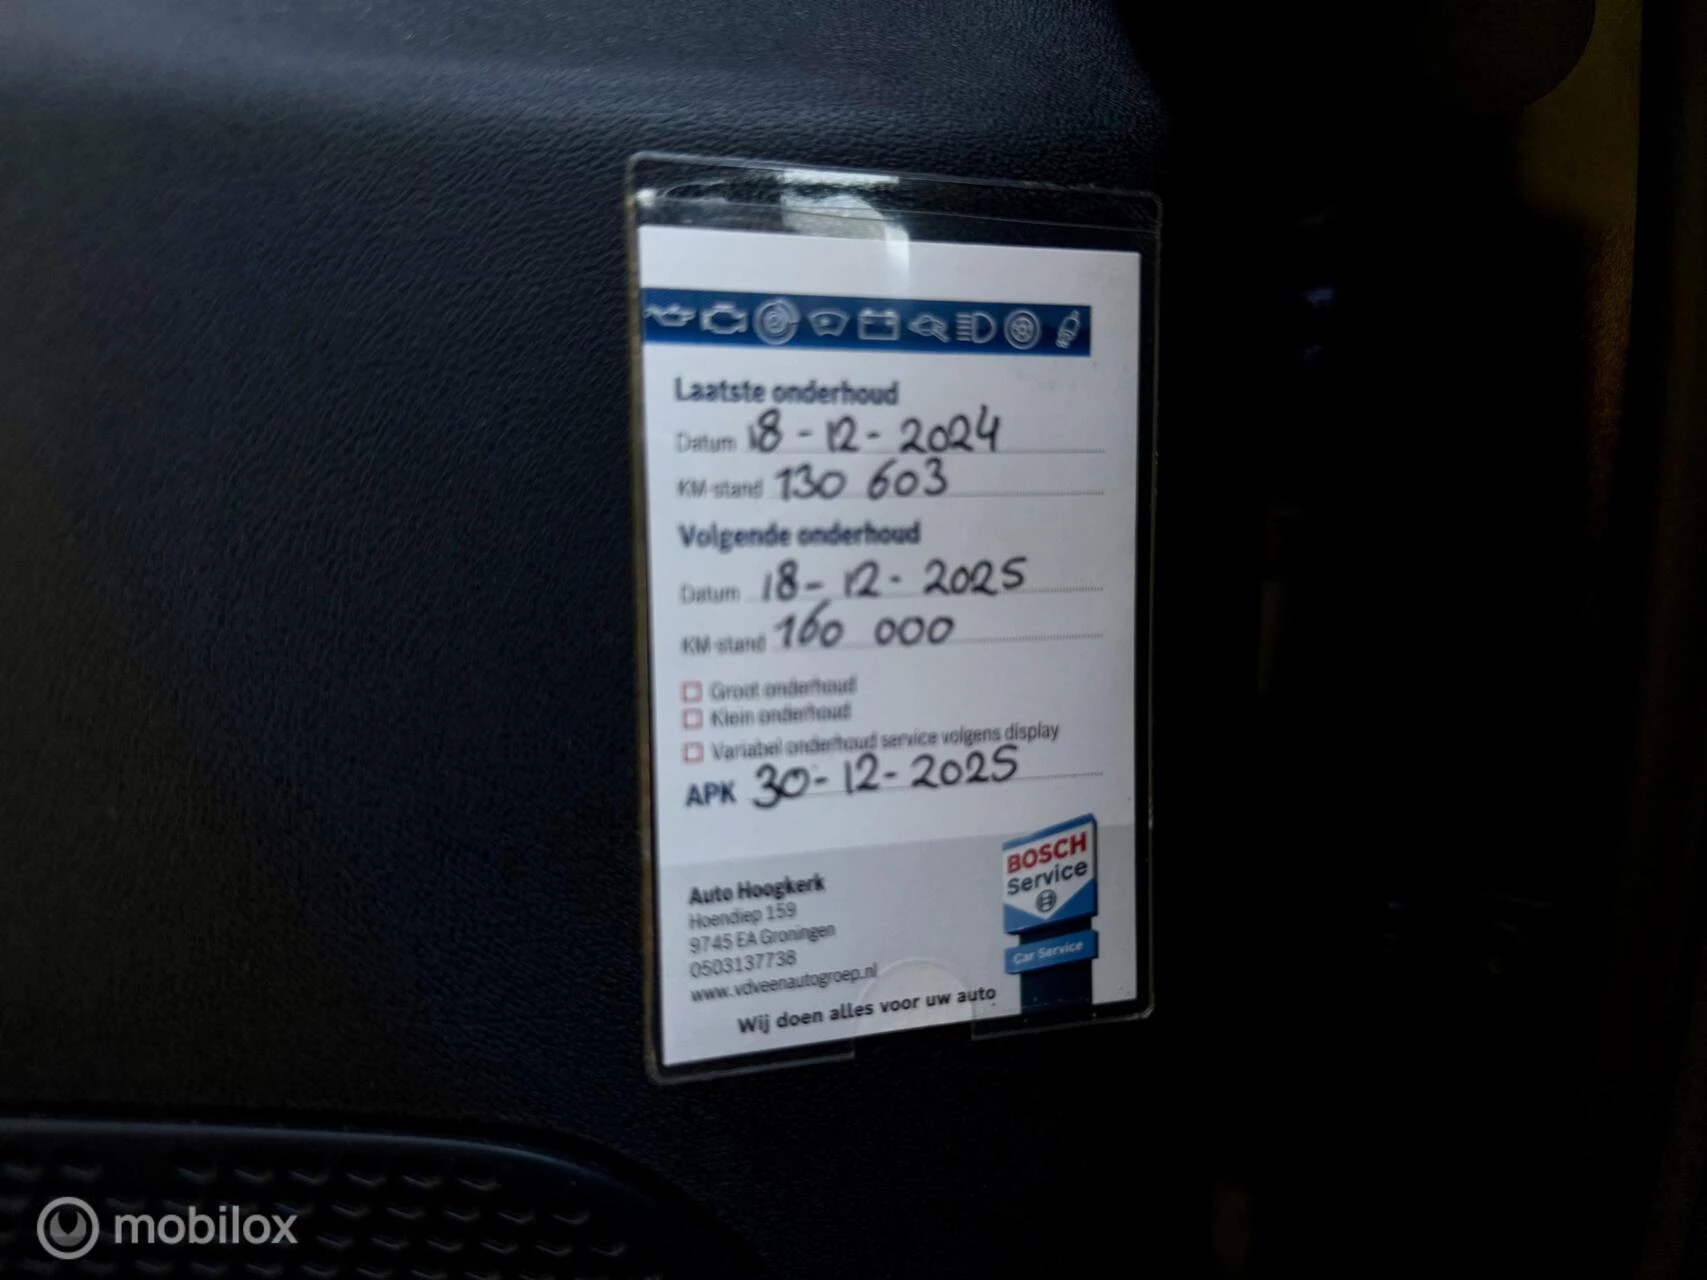 Laatste onderhoud
Datum 18-12-2024
KM-stand 130 603
Volgende onderhoud
Datum 18-12-2025
KM-stand 160 000
Groot onderhoud
Klein onderhoud
Variabel onderhoud service volgens display
APK 30-12-2025
BOSCH
Service
Car Service
Auto Hoogkerk
Hoendiep 159
9745 EA Groningen
0503137738
www.vdveenautogroep.nl
Wij doen alles voor uw auto
mobilox